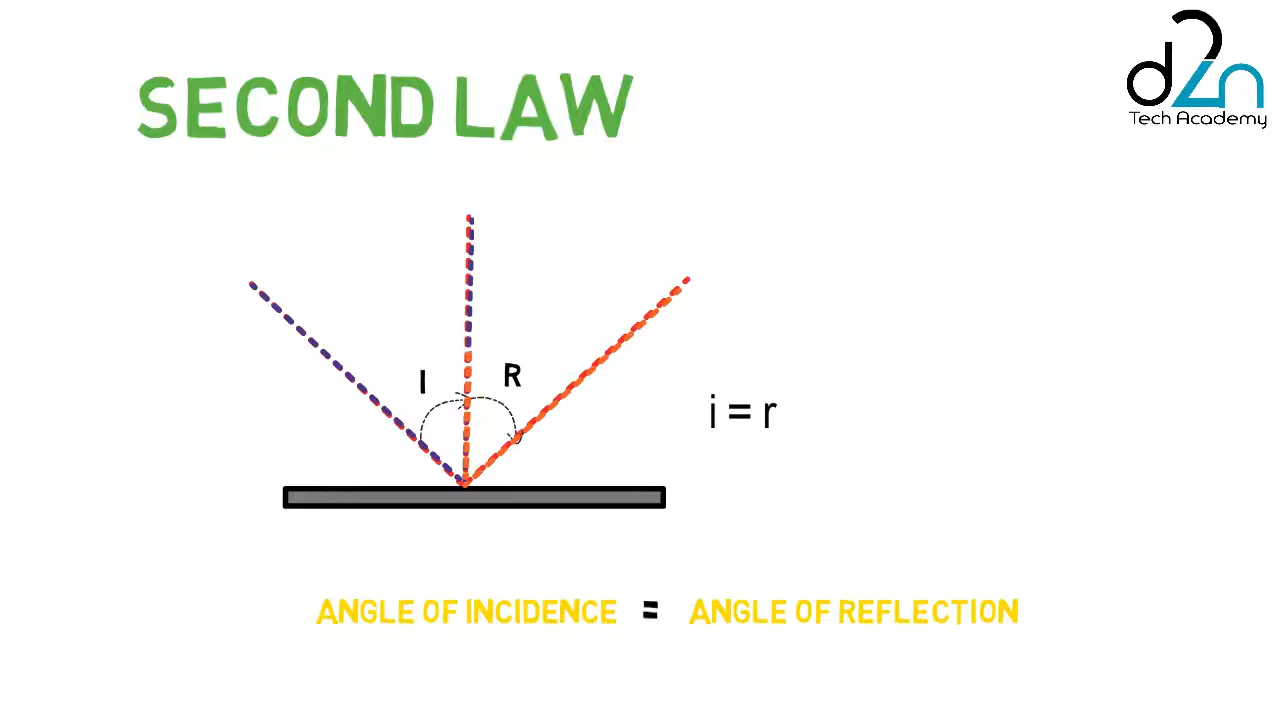 d2n
Tech Academy
SECOND LAW
I
R
i = r
ANGLE OF INCIDENCE = ANGLE OF REFLECTION